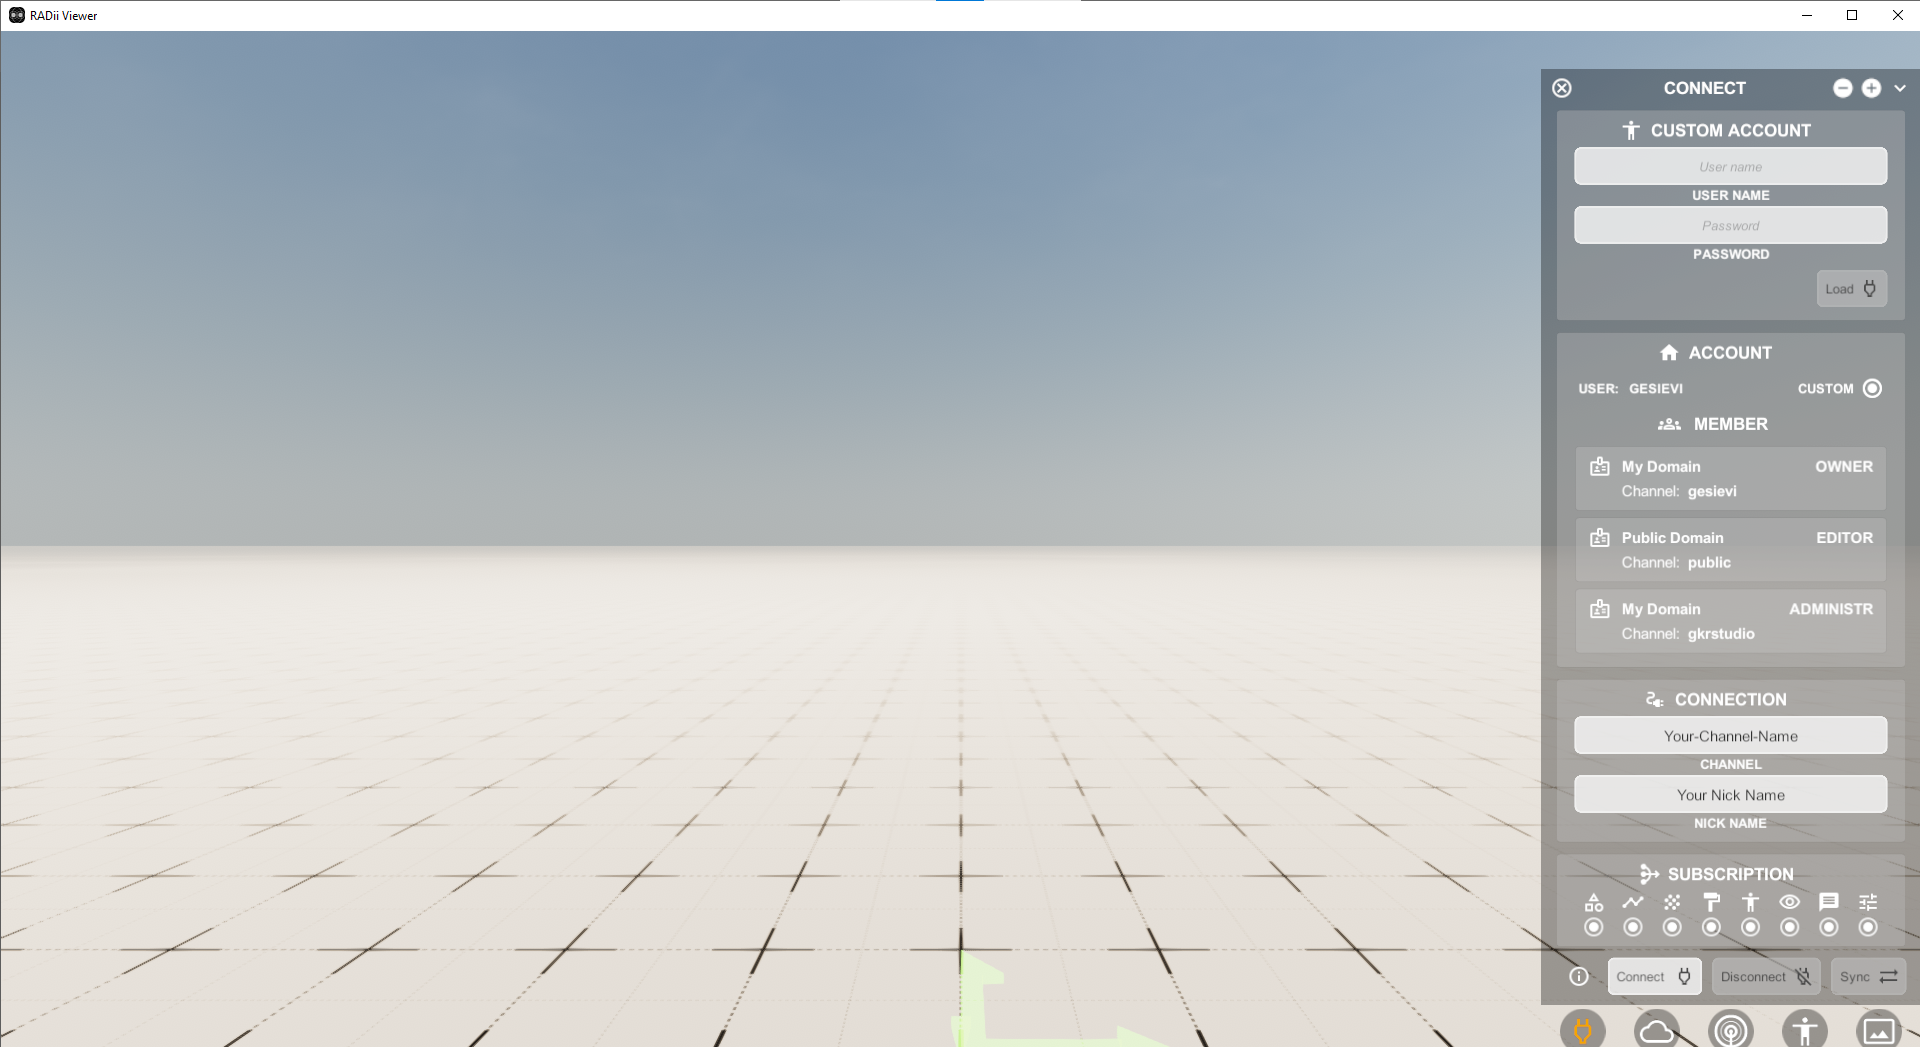 RADii Viewer
CONNECT
CUSTOM ACCOUNT
User name
USER NAME
Password
PASSWORD
Load
ACCOUNT
USER: GESIEVI CUSTOM
MEMBER
My Domain OWNER
Channel: gesievi
Public Domain EDITOR
Channel: public
My Domain ADMINISTR
Channel: gkrstudio
CONNECTION
Your-Channel-Name
CHANNEL
Your Nick Name
NICK NAME
SUBSCRIPTION
Connect Disconnect Sync